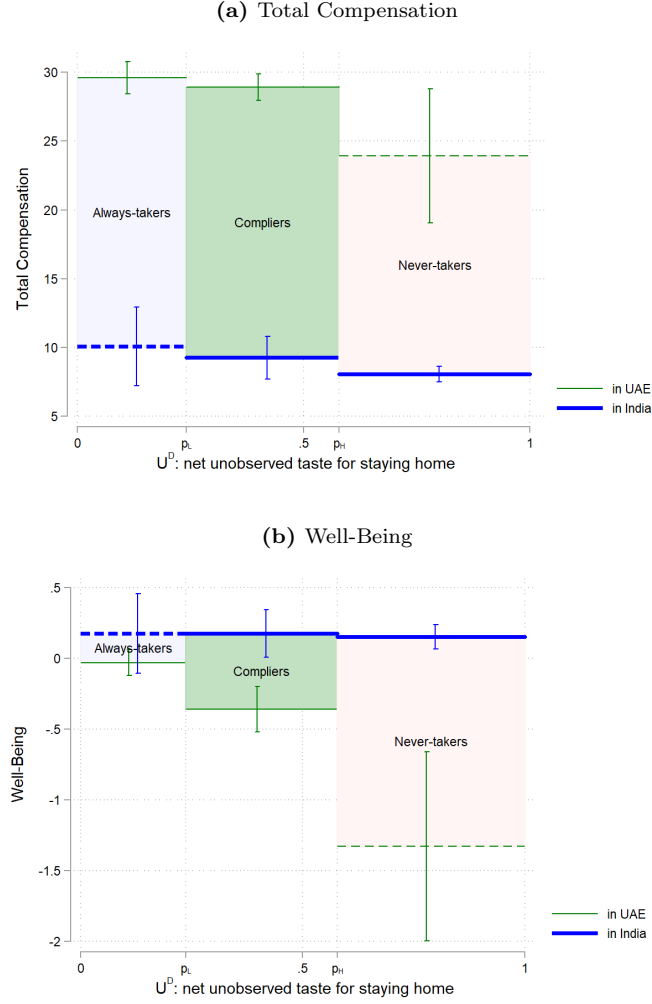 (a) Total Compensation
30
25
20
15
10
5
Total Compensation
Always-takers
Compliers
Never-takers
in UAE
in India
0 pL .5 pH 1
U^D: net unobserved taste for staying home
(b) Well-Being
.5
0
-.5
-1
-1.5
-2
Well-Being
Always-takers
Compliers
Never-takers
in UAE
in India
0 pL .5 pH 1
U^D: net unobserved taste for staying home